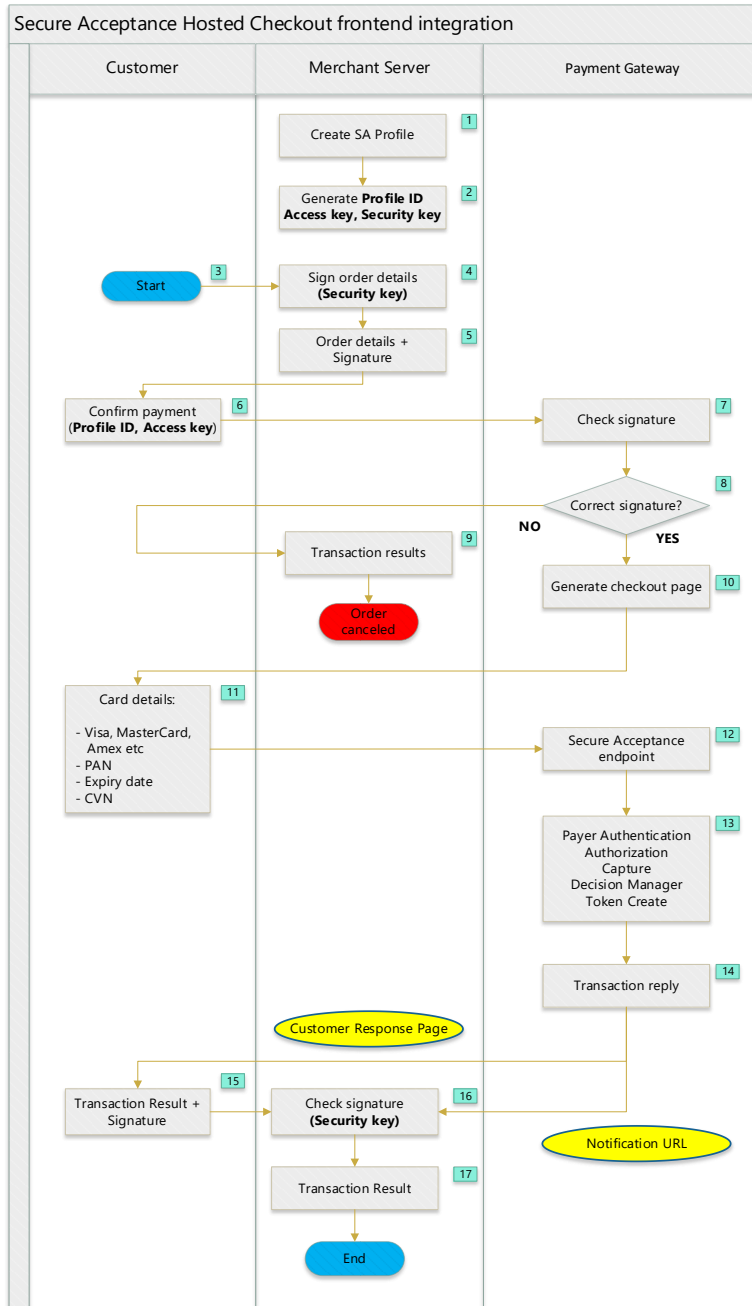 Secure Acceptance Hosted Checkout frontend integration
Customer
Merchant Server
Payment Gateway
1
Create SA Profile
2
Generate Profile ID
Access key, Security key
3
Start
4
Sign order details
(Security key)
5
Order details +
Signature
6
Confirm payment
(Profile ID, Access key)
7
Check signature
8
Correct signature?
NO
YES
9
Transaction results
10
Generate checkout page
Order
canceled
11
Card details:
- Visa, MasterCard,
Amex etc
- PAN
- Expiry date
- CVN
12
Secure Acceptance
endpoint
13
Payer Authentication
Authorization
Capture
Decision Manager
Token Create
14
Transaction reply
Customer Response Page
15
Transaction Result +
Signature
16
Check signature
(Security key)
Notification URL
17
Transaction Result
End